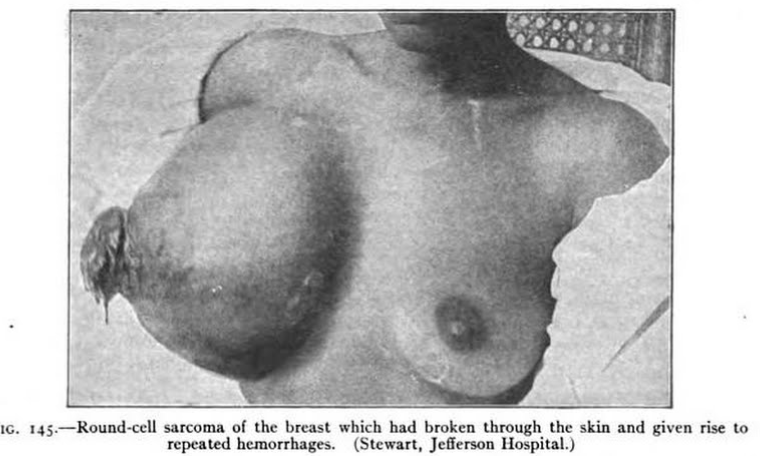 IG. 145.—Round-cell sarcoma of the breast which had broken through the skin and given rise to
repeated hemorrhages. (Stewart, Jefferson Hospital.)